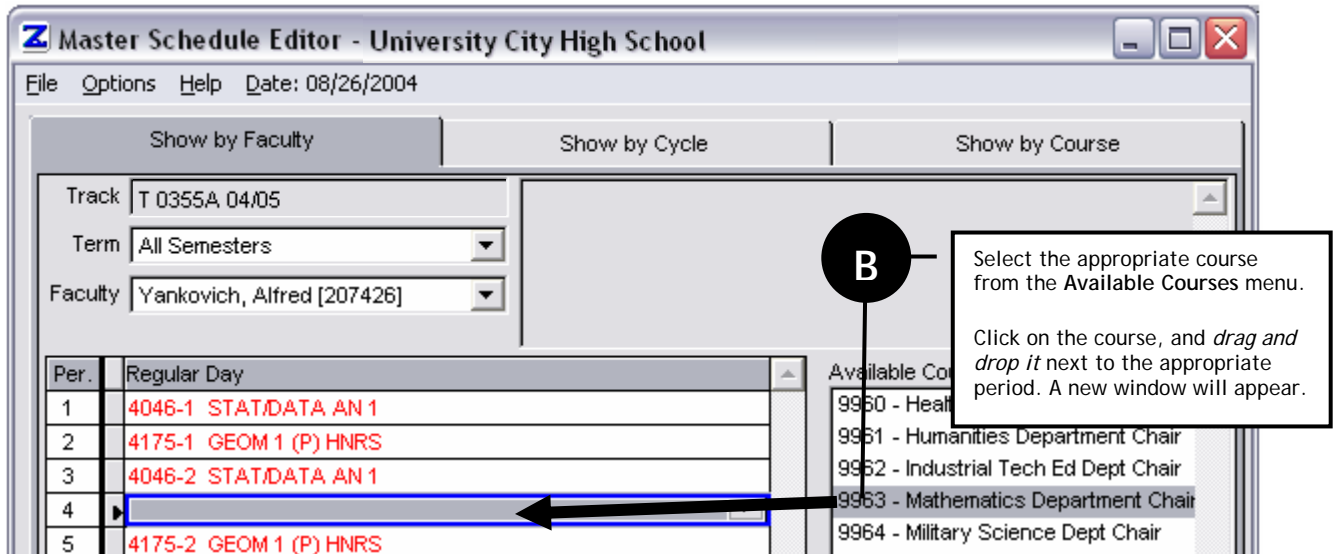 Master Schedule Editor - University City High School
File Options Help Date: 08/26/2004
Show by Faculty Show by Cycle Show by Course
Track T 0355A 04/05
Term All Semesters
Faculty Yankovich, Alfred [207426]
B
Select the appropriate course
from the Available Courses menu.
Click on the course, and drag and
drop it next to the appropriate
period. A new window will appear.
Per. Regular Day
1 4046-1 STAT/DATA AN 1
2 4175-1 GEOM 1 (P) HNRS
3 4046-2 STAT/DATA AN 1
4
5 4175-2 GEOM 1 (P) HNRS
Available
9960 -
9961 - Humanities Department Chair
9962 - Industrial Tech Ed Dept Chair
9963 - Mathematics Department Chair
9964 - Military Science Dept Chair